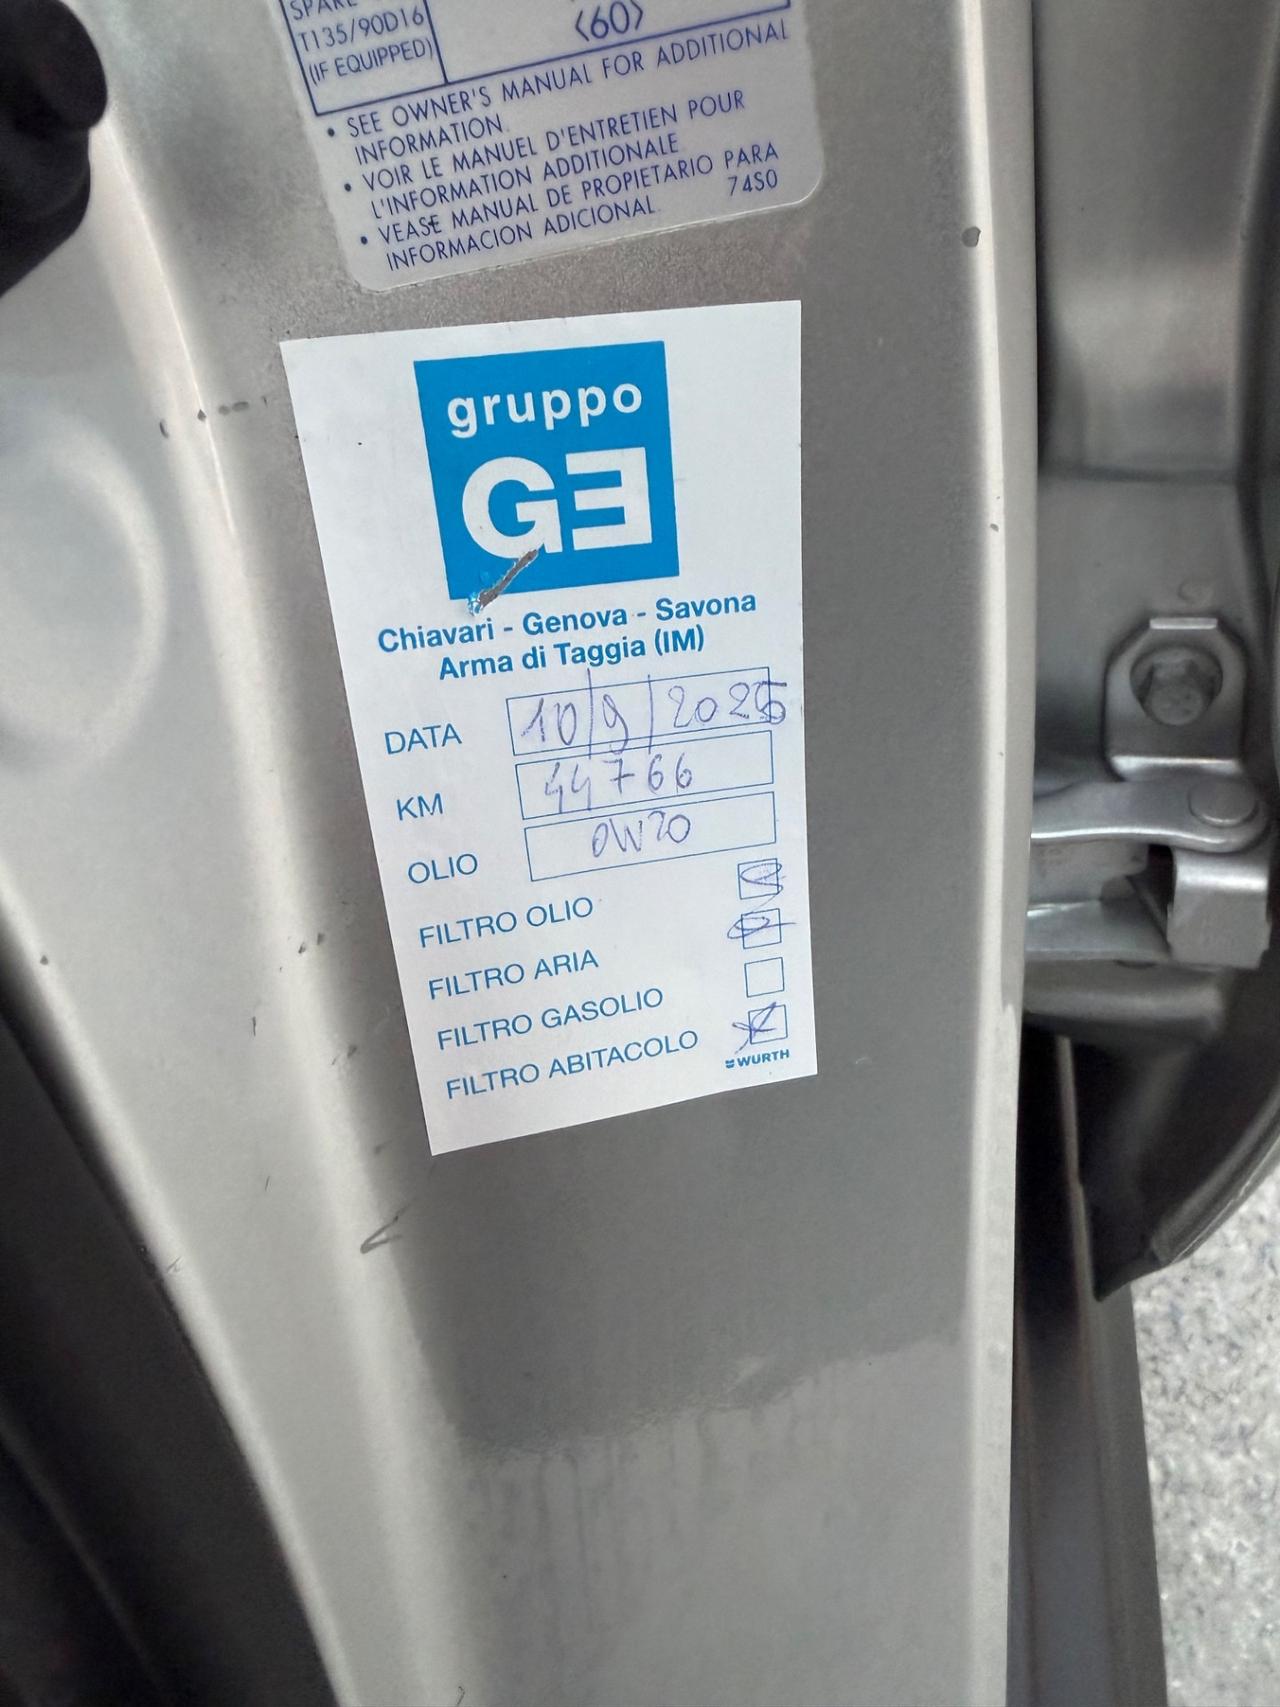 SPARE
T135/90D16
(IF EQUIPPED)
⟨60⟩
• SEE OWNER'S MANUAL FOR ADDITIONAL
INFORMATION.
• VOIR LE MANUEL D'ENTRETIEN POUR
L'INFORMATION ADDITIONALE
• VEASE MANUAL DE PROPIETARIO PARA
INFORMACION ADICIONAL.
74S0
gruppo
GE
Chiavari - Genova - Savona
Arma di Taggia (IM)
DATA 10/9/2025
KM 44766
OLIO 0W20
FILTRO OLIO
FILTRO ARIA
FILTRO GASOLIO
FILTRO ABITACOLO
WURTH